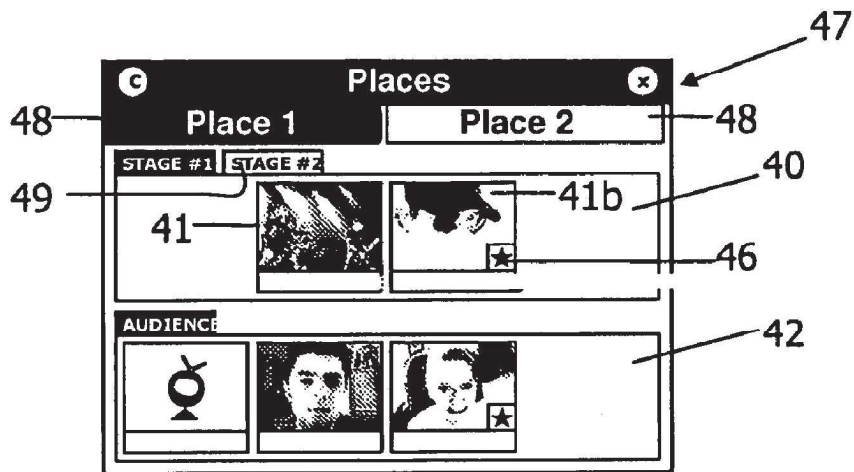 47
C Places x
48 Place 1 Place 2 48
STAGE #1 STAGE #2 40
49 41 41b
46
AUDIENCE 42